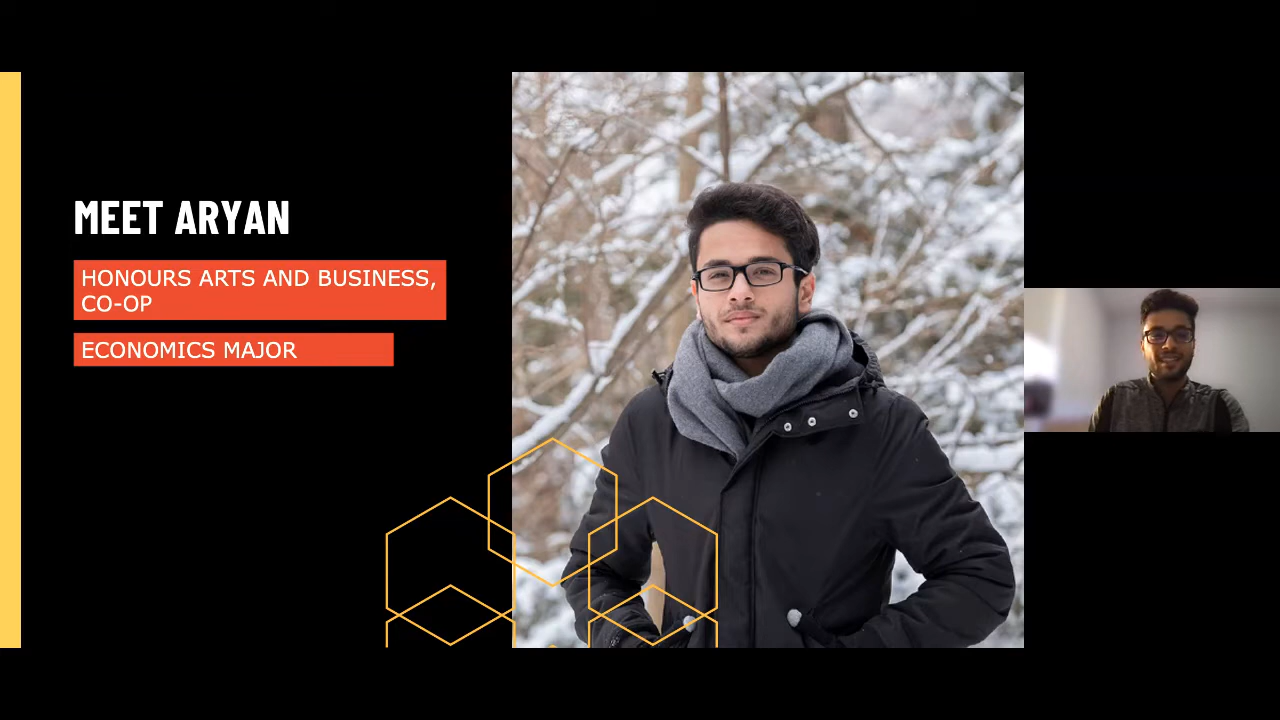 MEET ARYAN
HONOURS ARTS AND BUSINESS,
CO-OP
ECONOMICS MAJOR